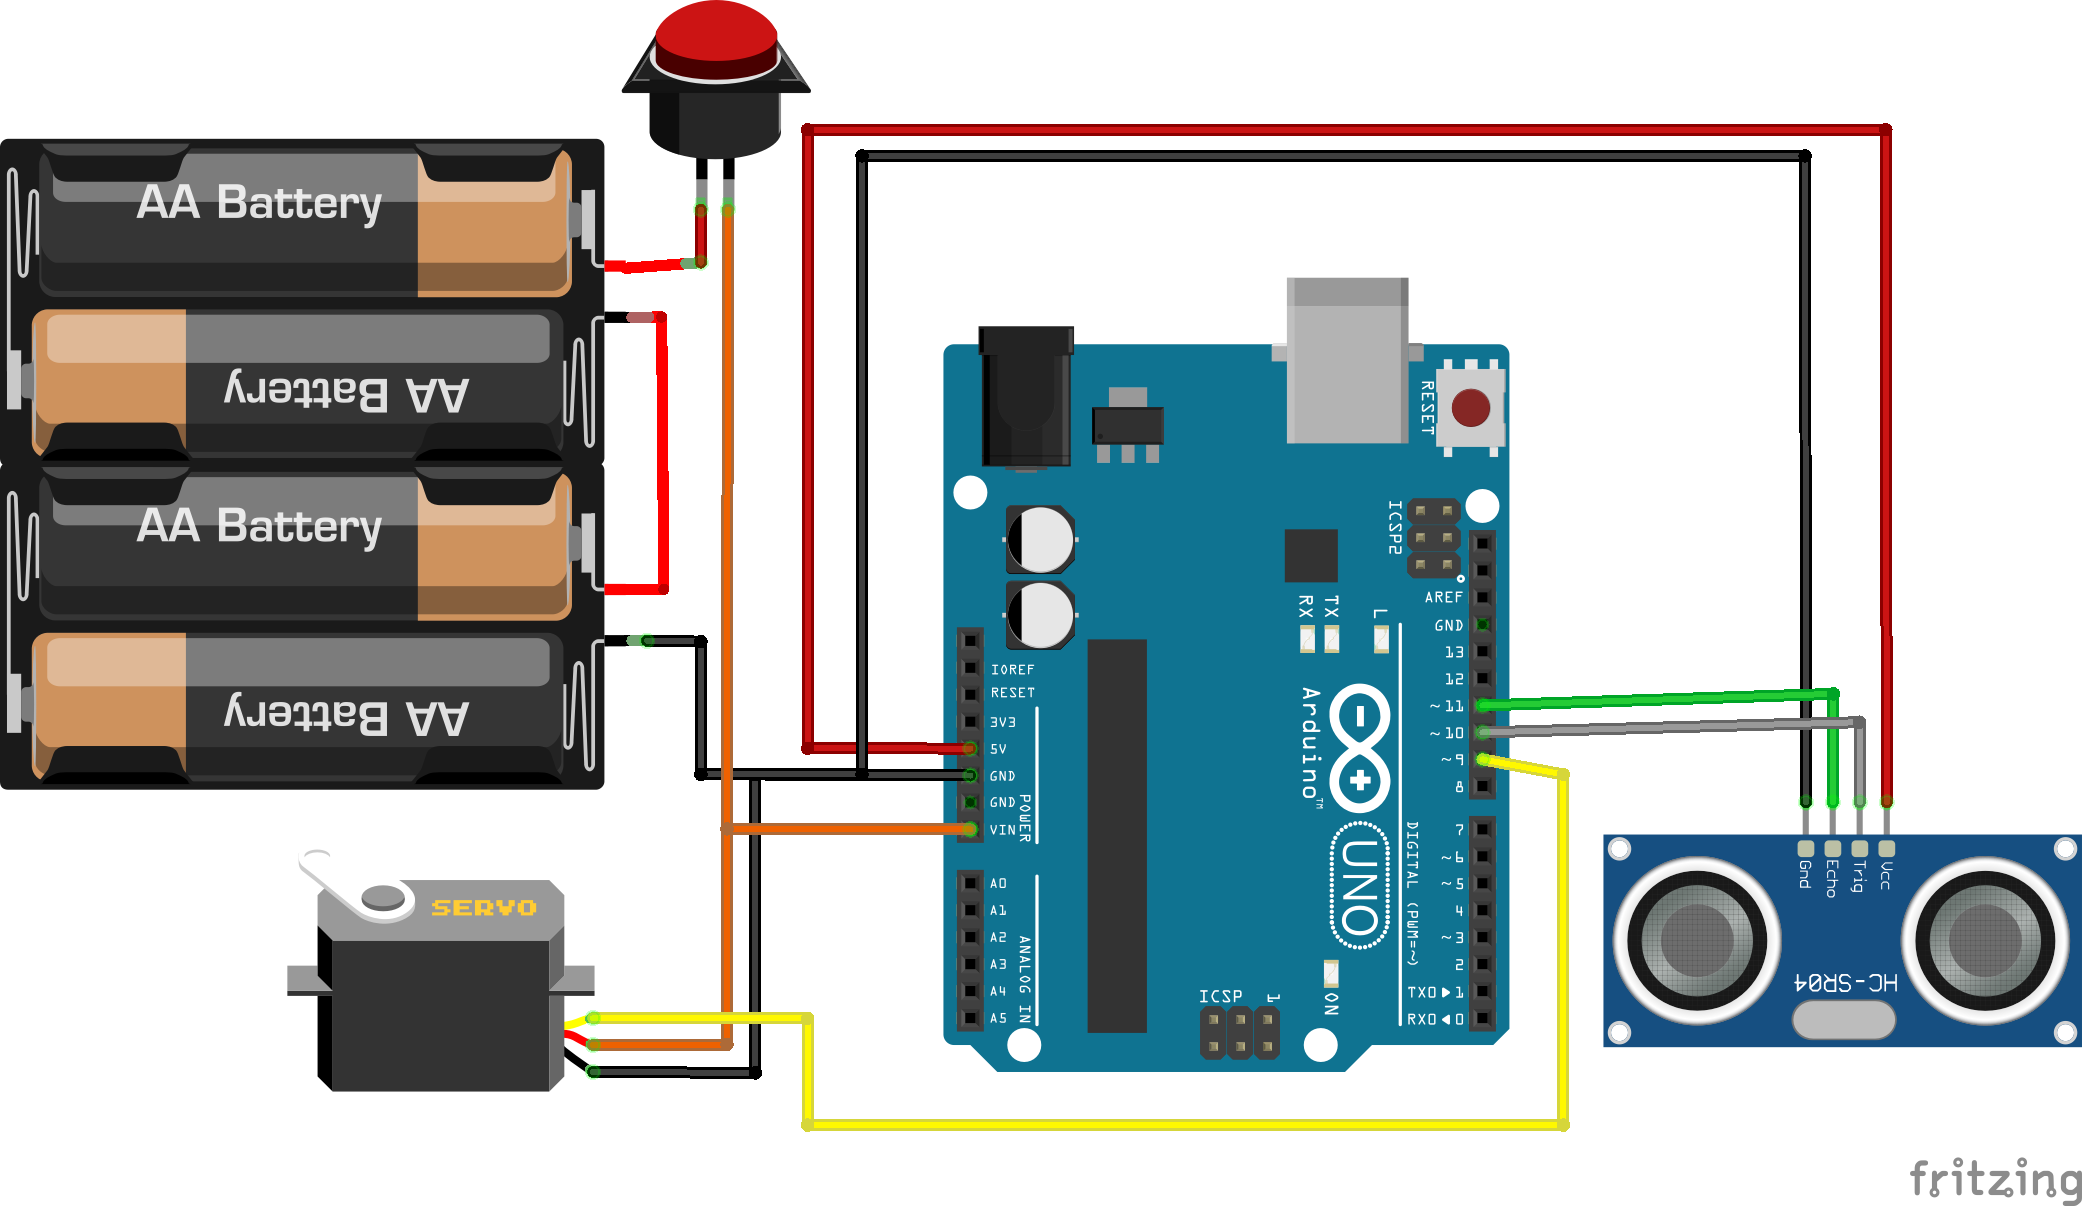 AA Battery
AA Battery
AA Battery
AA Battery
SERVO
RESET
ICSP2
AREF
GND
13
12
~11
~10
~9
8
RX
TX
L
IOREF
RESET
3V3
5V
GND
GND
VIN
POWER
A0
A1
A2
A3
A4
A5
ANALOG IN
Arduino™
UNO
DIGITAL (PWM=~)
7
~6
~5
4
~3
2
TX0▶1
RX0◀0
ICSP
1
ON
Gnd
Echo
Trig
Vcc
HC-SR04
fritzing